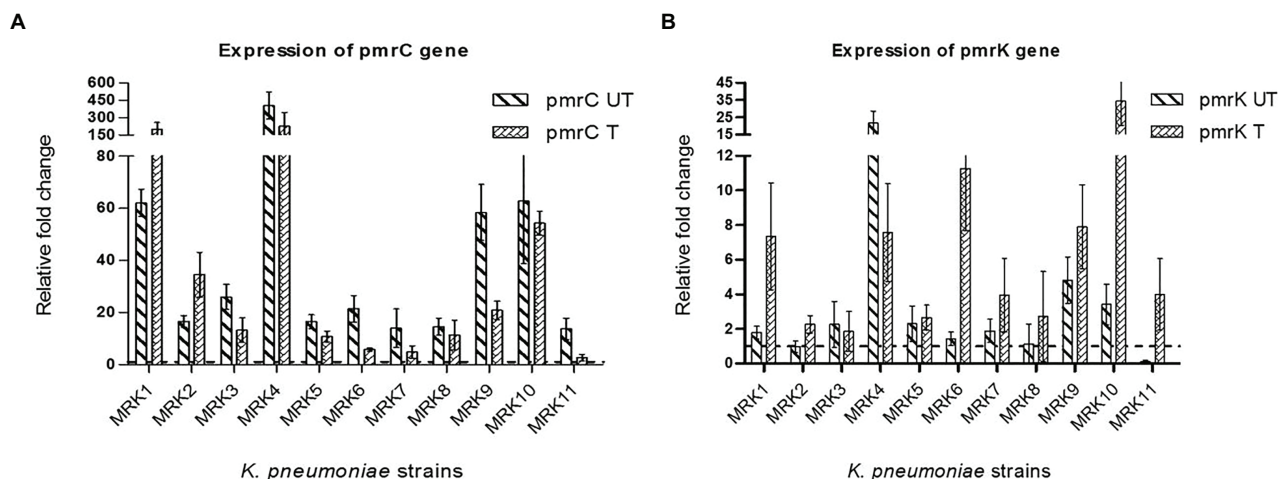 A
Expression of pmrC gene
600
450
300
150
80
60
40
20
0
Relative fold change
pmrC UT
pmrC T
MRK1
MRK2
MRK3
MRK4
MRK5
MRK6
MRK7
MRK8
MRK9
MRK10
MRK11
K. pneumoniae strains
B
Expression of pmrK gene
45
35
25
15
12
10
8
6
4
2
0
Relative fold change
pmrK UT
pmrK T
MRK1
MRK2
MRK3
MRK4
MRK5
MRK6
MRK7
MRK8
MRK9
MRK10
MRK11
K. pneumoniae strains